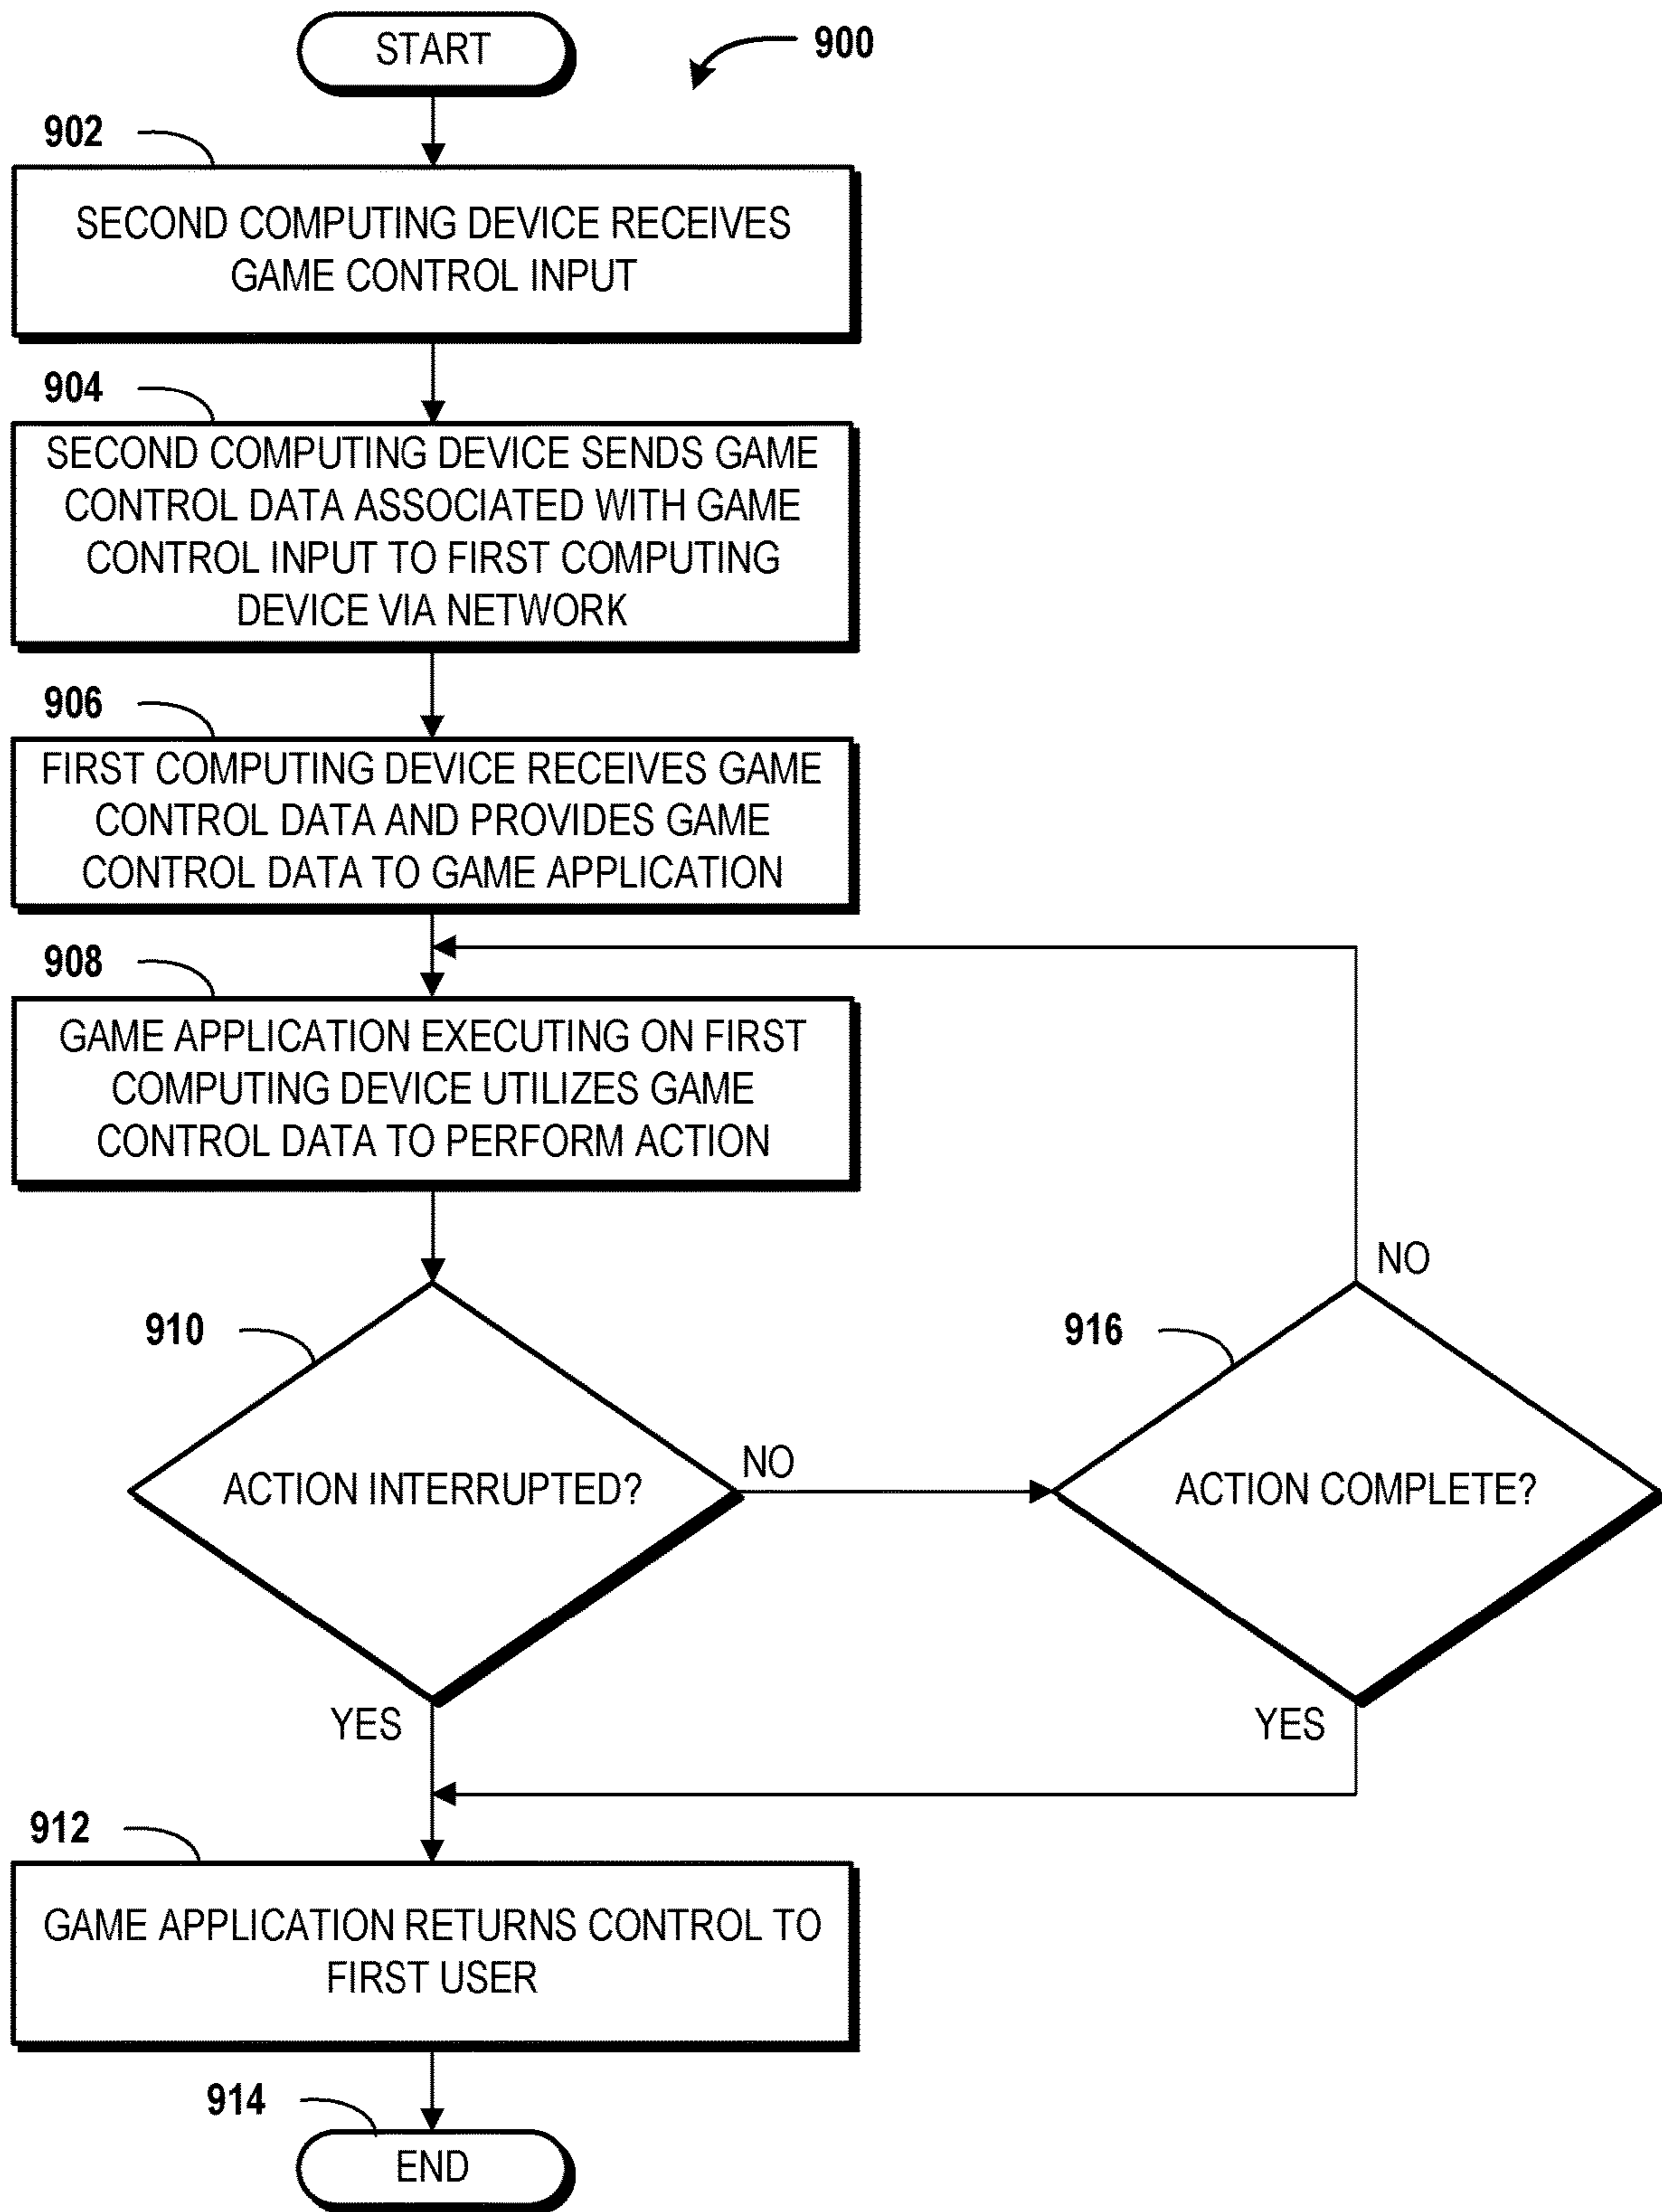 START
900
902
SECOND COMPUTING DEVICE RECEIVES
GAME CONTROL INPUT
904
SECOND COMPUTING DEVICE SENDS GAME
CONTROL DATA ASSOCIATED WITH GAME
CONTROL INPUT TO FIRST COMPUTING
DEVICE VIA NETWORK
906
FIRST COMPUTING DEVICE RECEIVES GAME
CONTROL DATA AND PROVIDES GAME
CONTROL DATA TO GAME APPLICATION
908
GAME APPLICATION EXECUTING ON FIRST
COMPUTING DEVICE UTILIZES GAME
CONTROL DATA TO PERFORM ACTION
910
ACTION INTERRUPTED?
NO
YES
916
ACTION COMPLETE?
NO
YES
912
GAME APPLICATION RETURNS CONTROL TO
FIRST USER
914
END